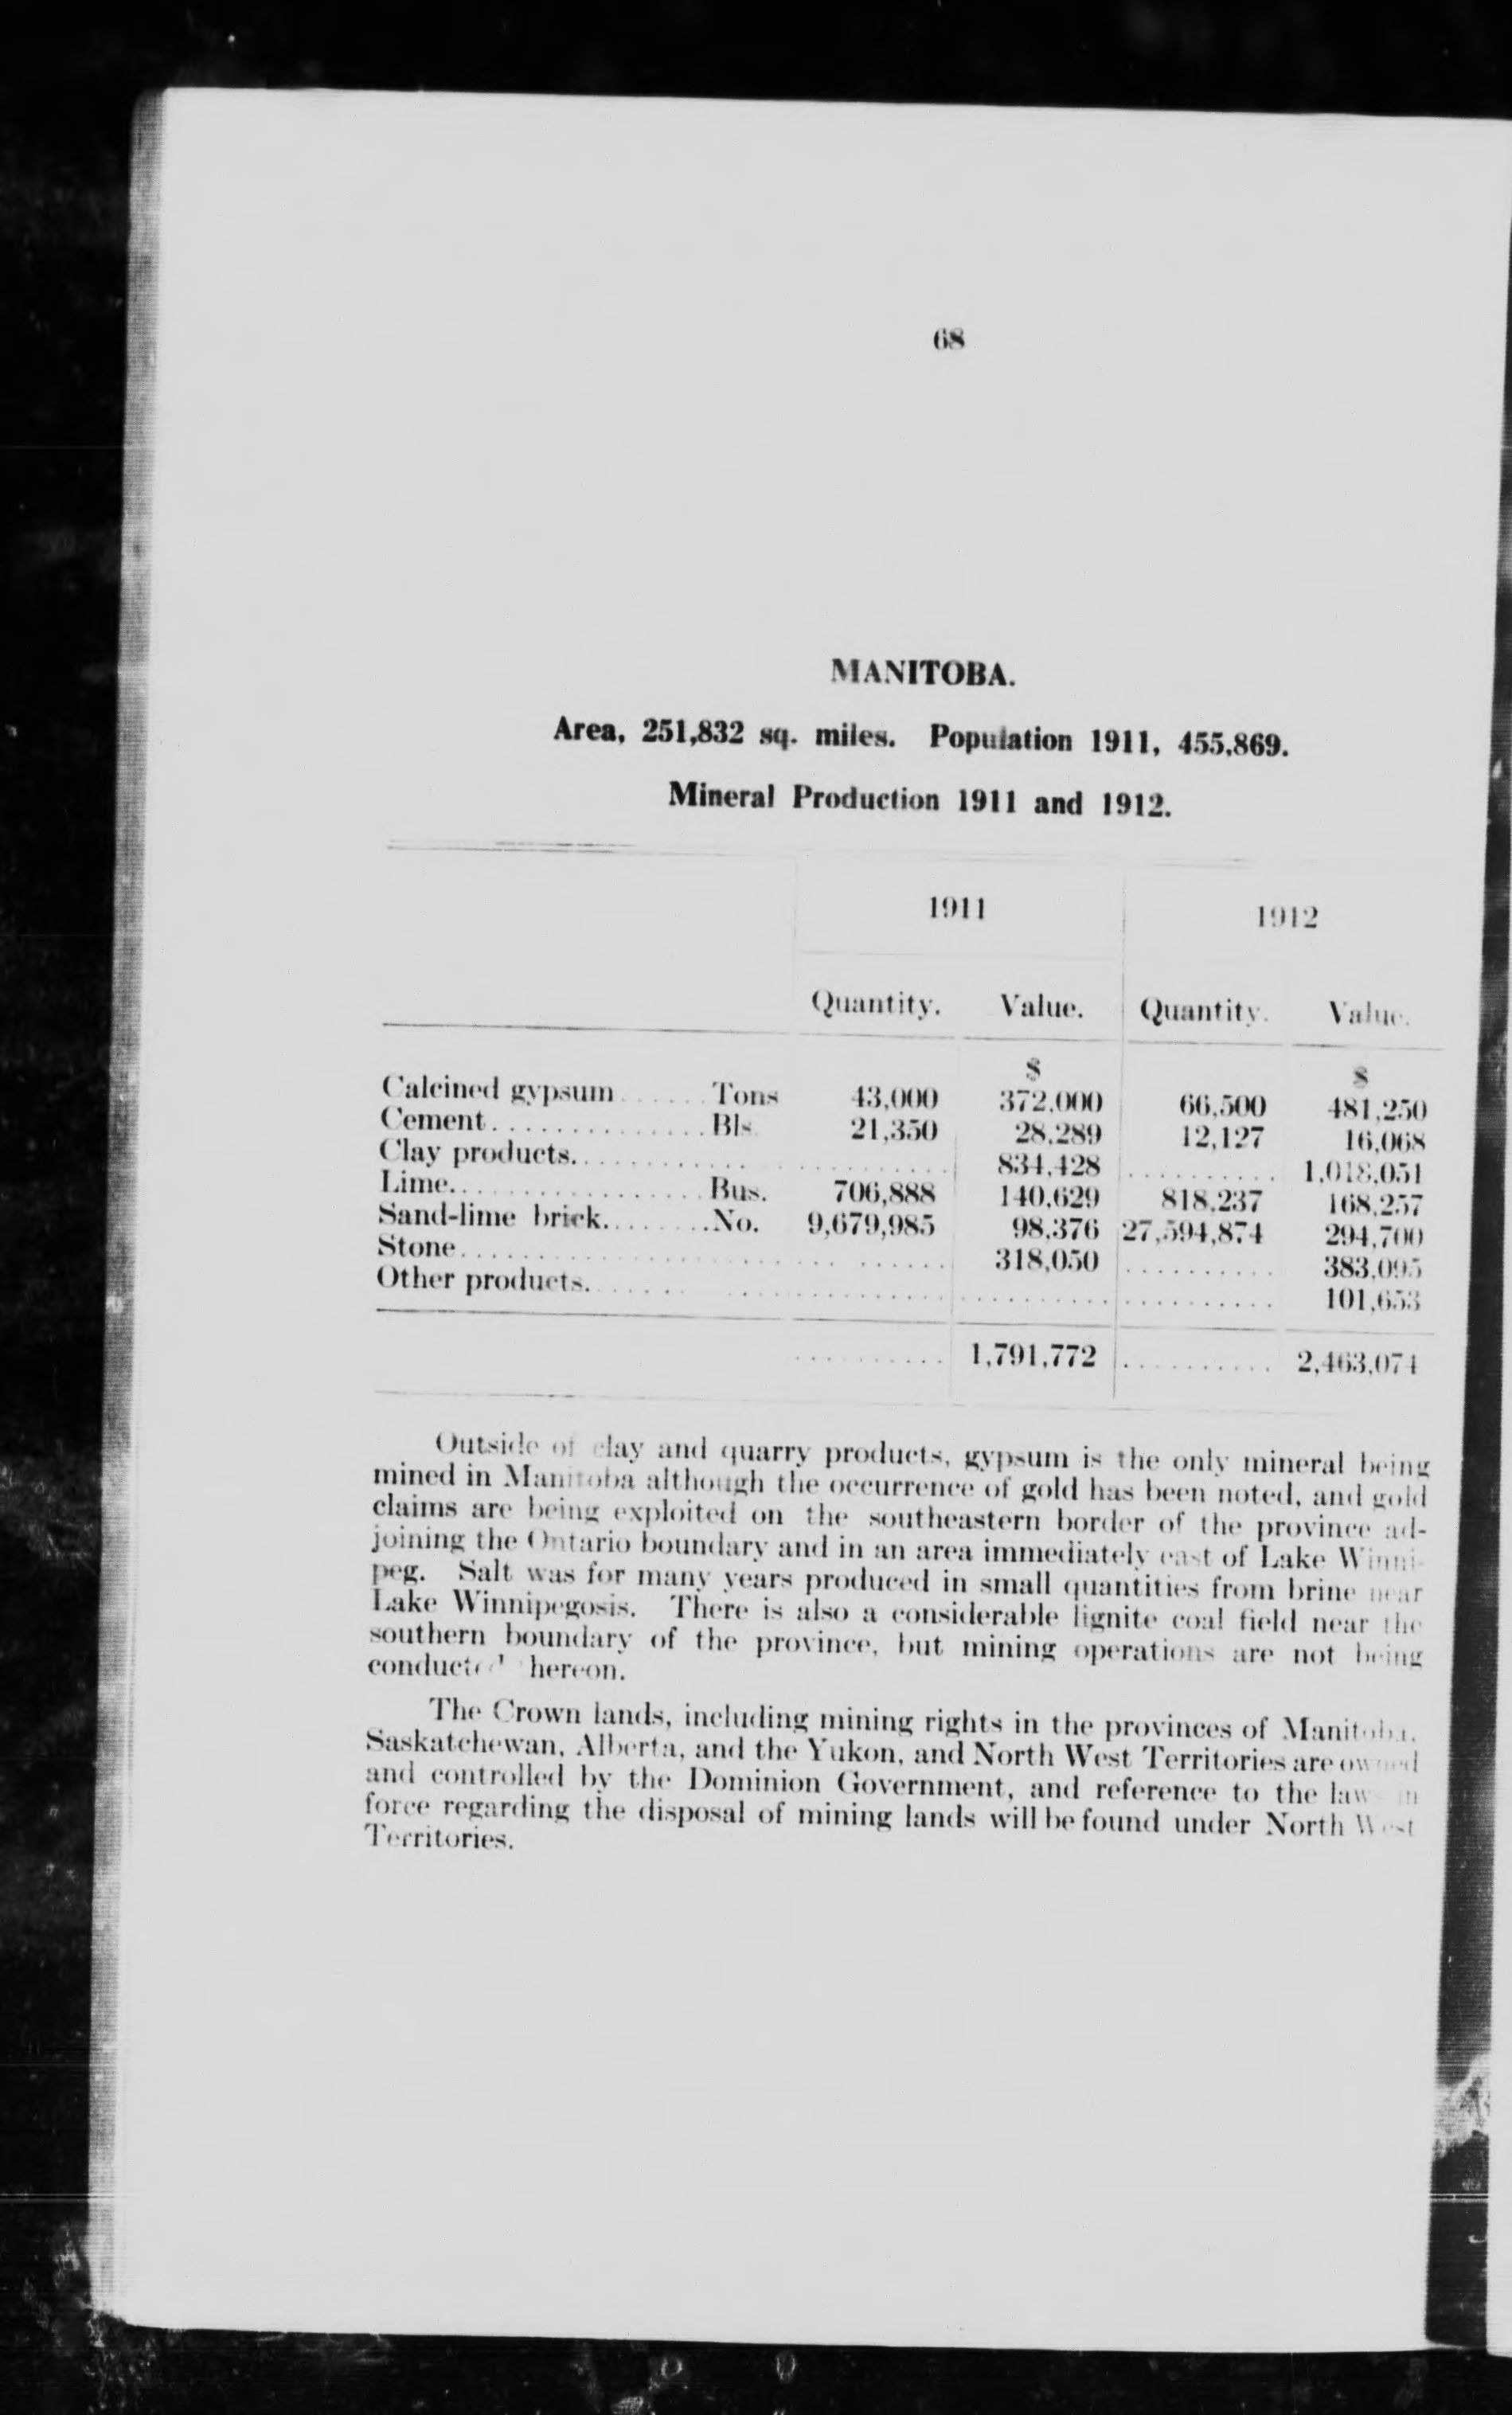 68
MANITOBA.
Area, 251,832 sq. miles. Population 1911, 455,869.
Mineral Production 1911 and 1912.
1911 1912
Quantity. Value. Quantity. Value.
$ $
Calcined gypsum...... Tons 43,000 372,000 66,500 481,250
Cement.............. Bls. 21,350 28,289 12,127 16,068
Clay products............ .......... 834,428 .......... 1,018,051
Lime................. Bus. 706,888 140,629 818,237 168,257
Sand-lime brick........No. 9,679,985 98,376 27,594,874 294,700
Stone.................... .......... 318,050 .......... 383,095
Other products....... .......... .......... .......... 101,653
.......... 1,791,772 .......... 2,463,074
Outside of clay and quarry products, gypsum is the only mineral being
mined in Manitoba although the occurrence of gold has been noted, and gold
claims are being exploited on the southeastern border of the province ad-
joining the Ontario boundary and in an area immediately east of Lake Winni-
peg. Salt was for many years produced in small quantities from brine near
Lake Winnipegosis. There is also a considerable lignite coal field near the
southern boundary of the province, but mining operations are not being
conducted hereon.
The Crown lands, including mining rights in the provinces of Manitoba,
Saskatchewan, Alberta, and the Yukon, and North West Territories are owned
and controlled by the Dominion Government, and reference to the laws in
force regarding the disposal of mining lands will be found under North West
Territories.